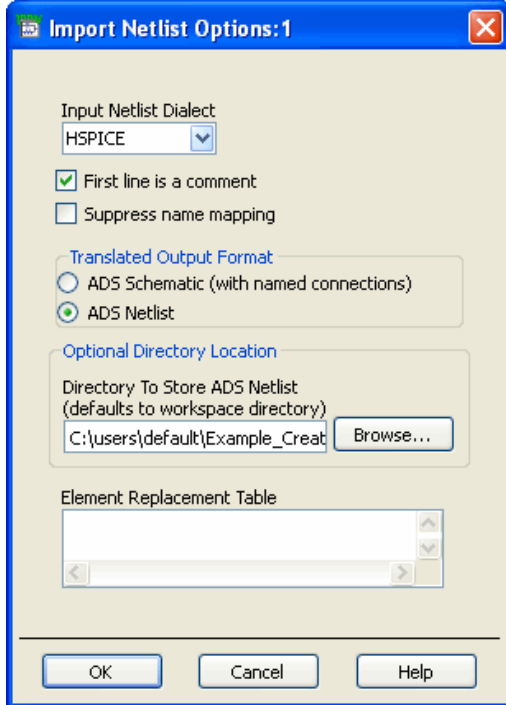 Import Netlist Options:1
Input Netlist Dialect
HSPICE
First line is a comment
Suppress name mapping
Translated Output Format
ADS Schematic (with named connections)
ADS Netlist
Optional Directory Location
Directory To Store ADS Netlist
(defaults to workspace directory)
C:\users\default\Example_Creat
Browse...
Element Replacement Table
OK
Cancel
Help